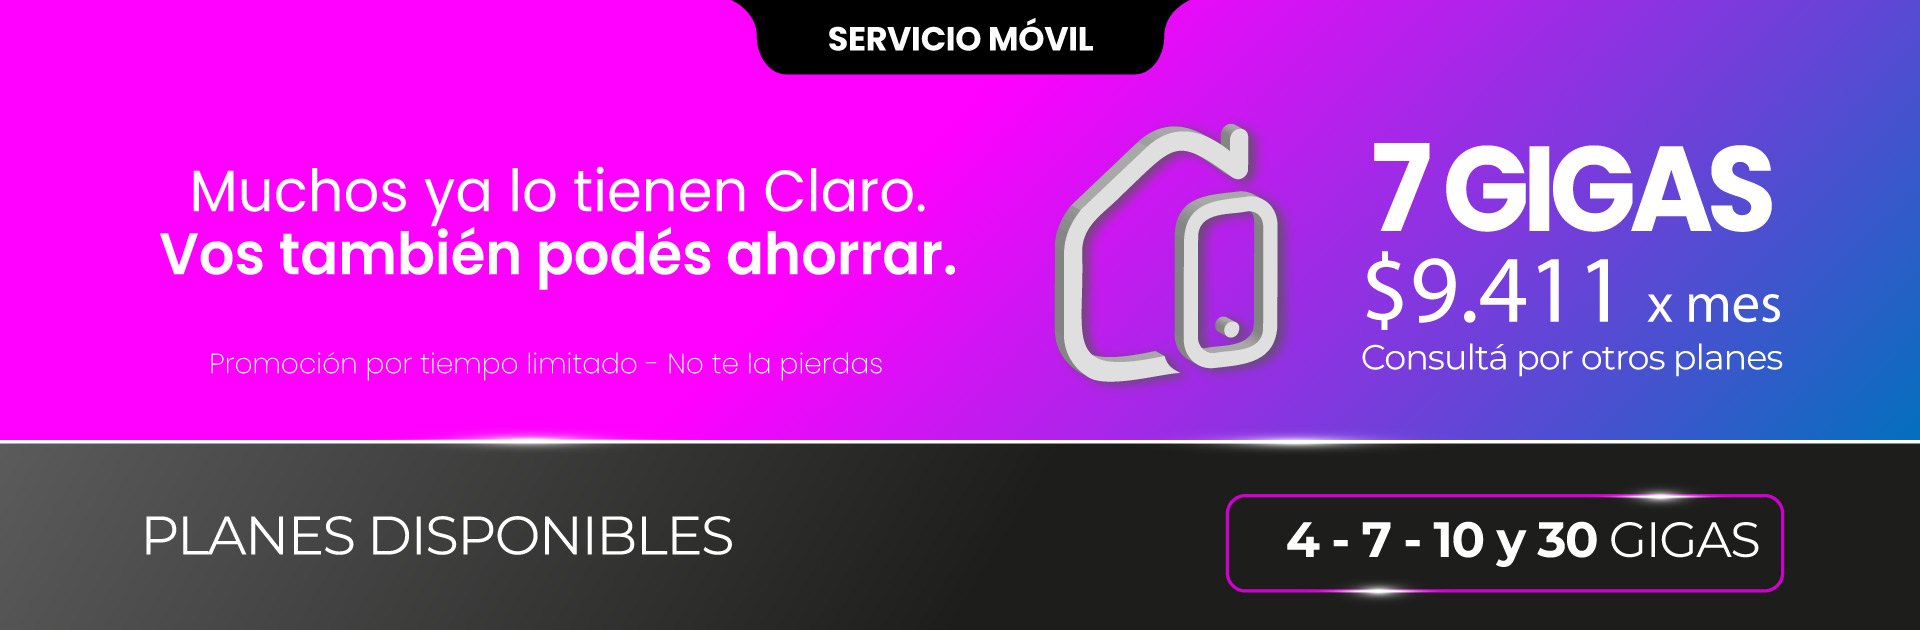 SERVICIO MÓVIL
Muchos ya lo tienen Claro.
Vos también podés ahorrar.
Promoción por tiempo limitado - No te la pierdas
7 GIGAS
$9.411 x mes
Consultá por otros planes
PLANES DISPONIBLES
4 - 7 - 10 y 30 GIGAS